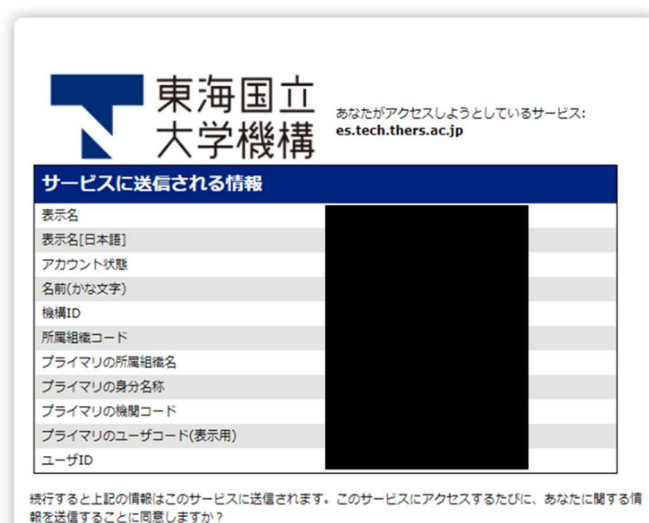 東海国立
大学機構
あなたがアクセスしようとしているサービス:
es.tech.thers.ac.jp
サービスに送信される情報
表示名
表示名[日本語]
アカウント状態
名前(かな文字)
機構ID
所属組織コード
プライマリの所属組織名
プライマリの身分名称
プライマリの機関コード
プライマリのユーザコード(表示用)
ユーザID
続行すると上記の情報はこのサービスに送信されます。このサービスにアクセスするたびに、あなたに関する情
報を送信することに同意しますか?